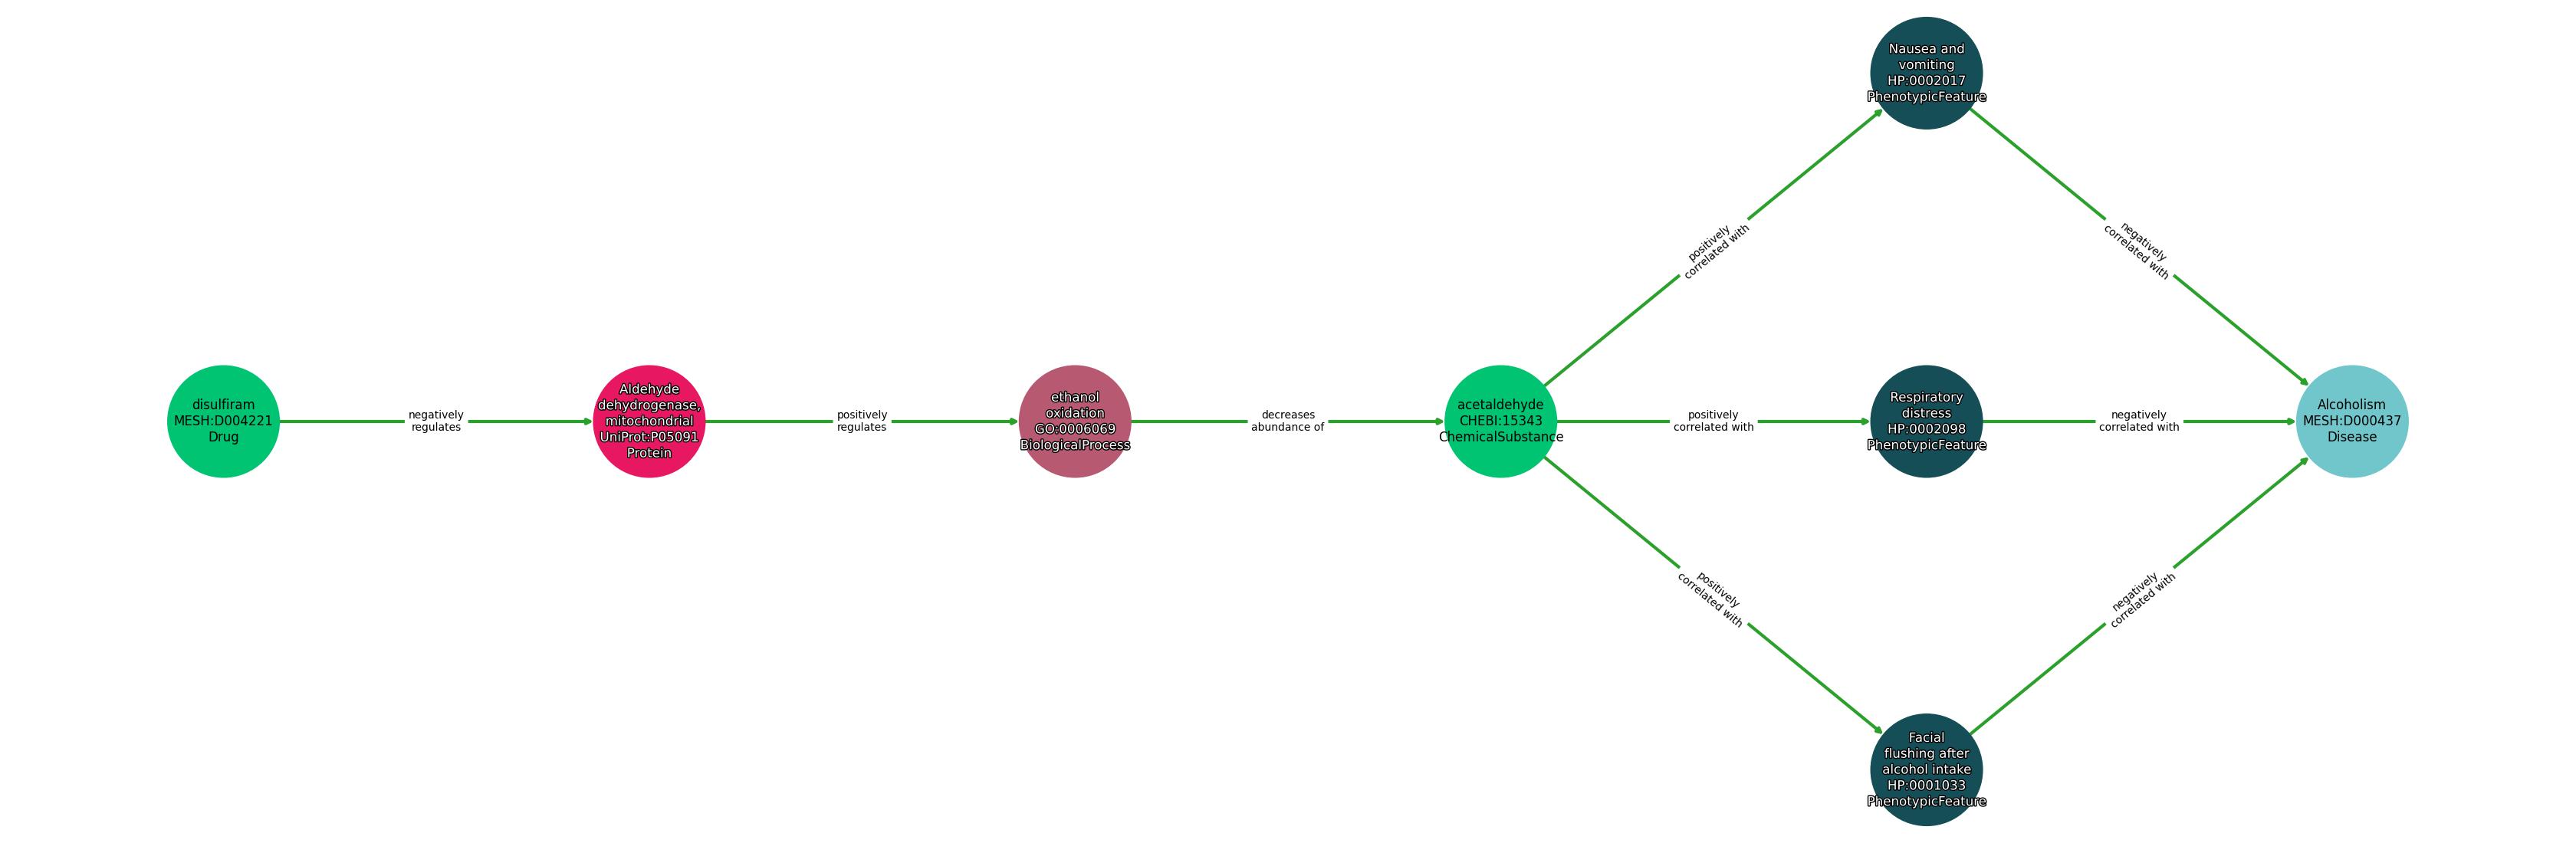 disulfiram
MESH:D004221
Drug
negatively
regulates
Aldehyde
dehydrogenase,
mitochondrial
UniProt:P05091
Protein
positively
regulates
ethanol
oxidation
GO:0006069
BiologicalProcess
decreases
abundance of
acetaldehyde
CHEBI:15343
ChemicalSubstance
positively
correlated with
Nausea and
vomiting
HP:0002017
PhenotypicFeature
negatively
correlated with
positively
correlated with
Respiratory
distress
HP:0002098
PhenotypicFeature
negatively
correlated with
positively
correlated with
Facial
flushing after
alcohol intake
HP:0001033
PhenotypicFeature
negatively
correlated with
Alcoholism
MESH:D000437
Disease